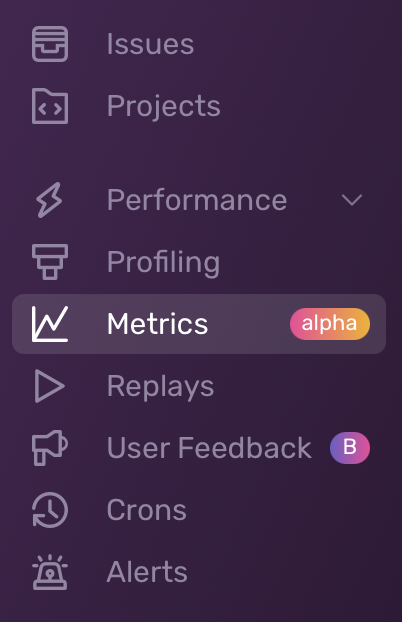 Issues
Projects
Performance
Profiling
Metrics alpha
Replays
User Feedback B
Crons
Alerts